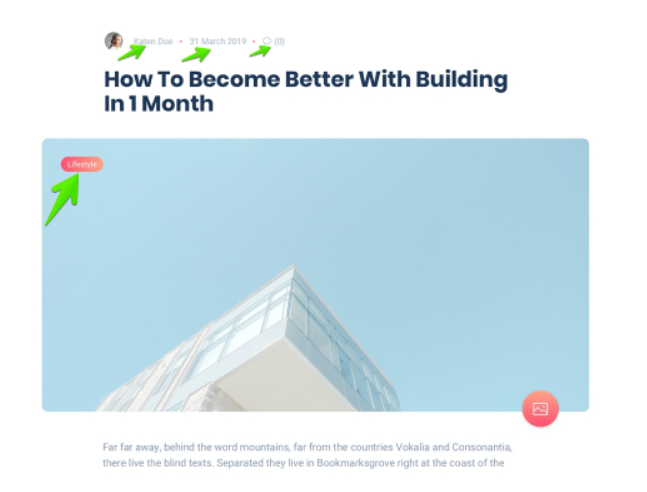 Katen Doe • 31 March 2019 • (0)
How To Become Better With Building
In 1 Month
Lifestyle
Far far away, behind the word mountains, far from the countries Vokalia and Consonantia,
there live the blind texts. Separated they live in Bookmarksgrove right at the coast of the